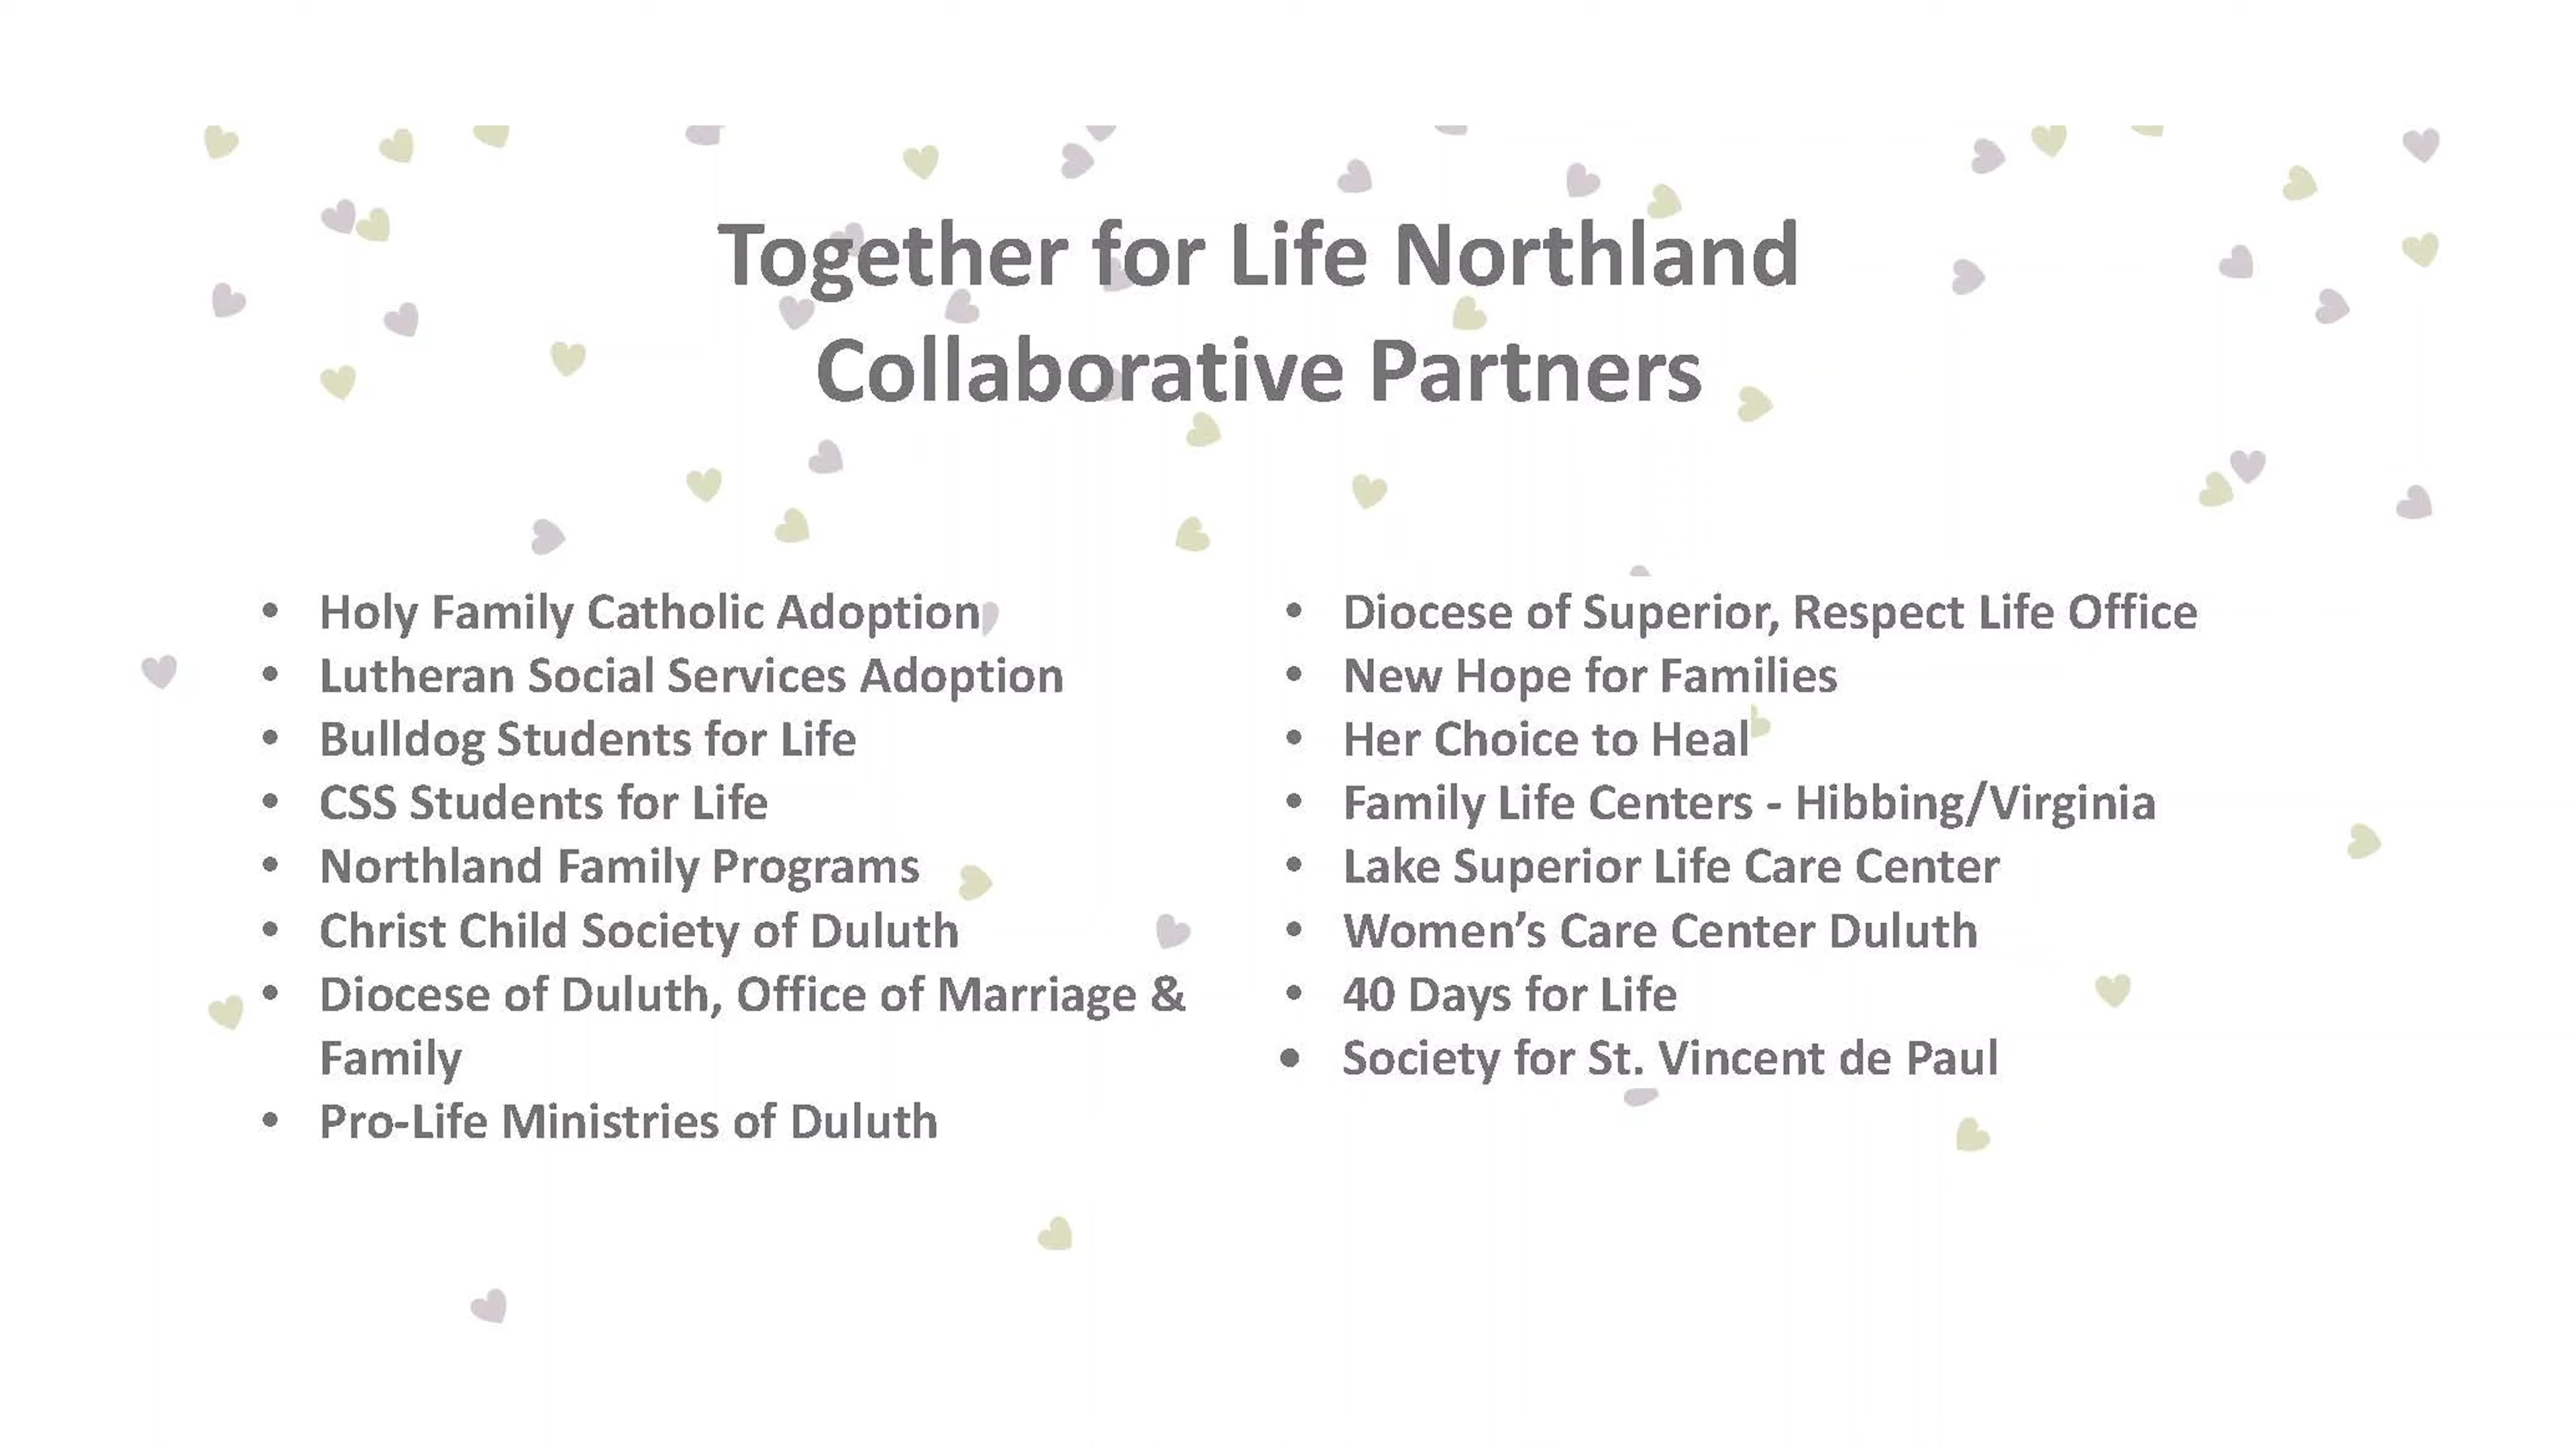 Together for Life Northland
Collaborative Partners
• Holy Family Catholic Adoption
• Lutheran Social Services Adoption
• Bulldog Students for Life
• CSS Students for Life
• Northland Family Programs
• Christ Child Society of Duluth
• Diocese of Duluth, Office of Marriage &
Family
• Pro-Life Ministries of Duluth
• Diocese of Superior, Respect Life Office
• New Hope for Families
• Her Choice to Heal
• Family Life Centers - Hibbing/Virginia
• Lake Superior Life Care Center
• Women’s Care Center Duluth
• 40 Days for Life
• Society for St. Vincent de Paul